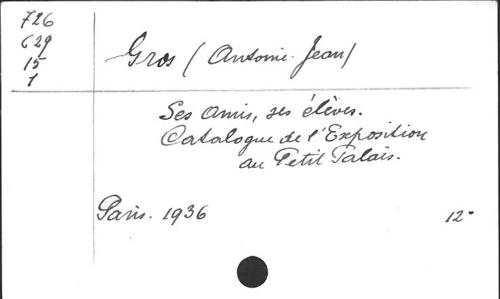 726
629
15
1
Gros (Antonie-Jean)
Ses amis, ses élèves.
Catalogue de l'Exposition
au Petit Palais.
Paris. 1936
12°